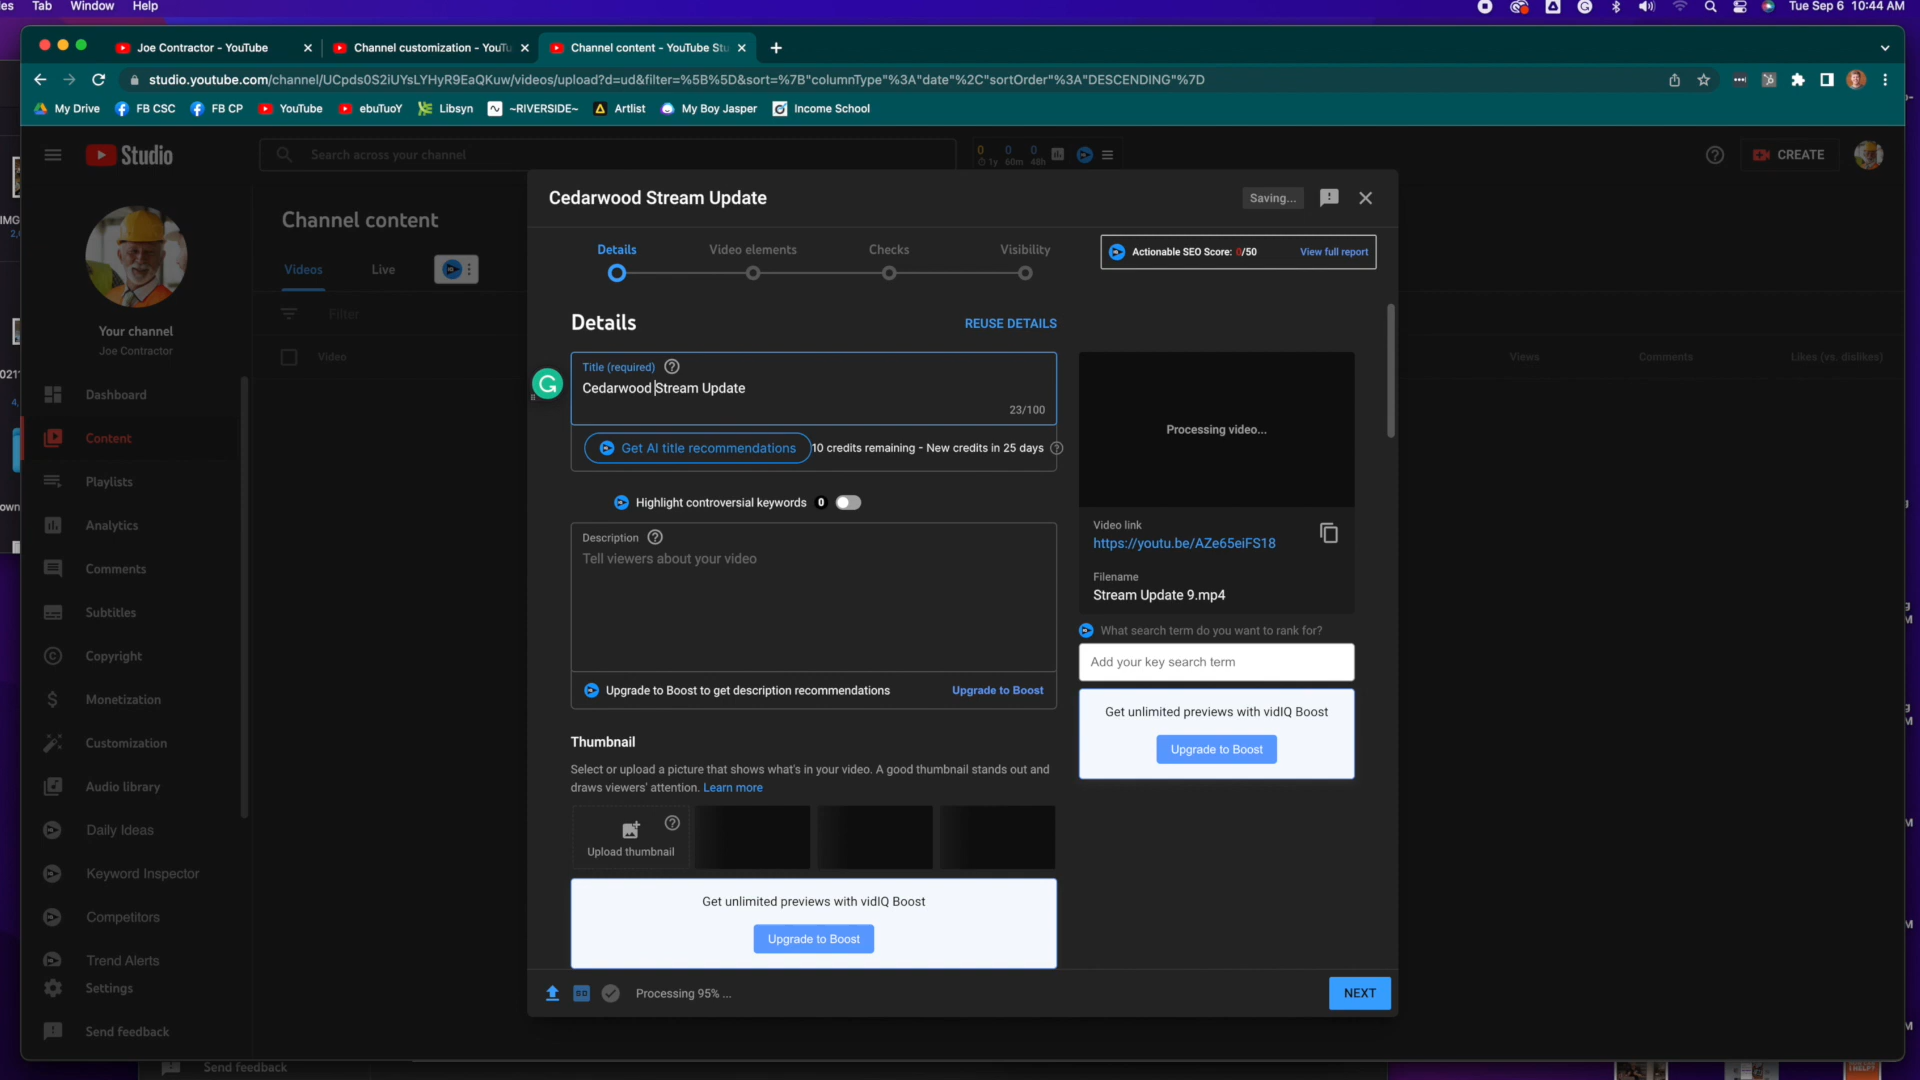 Tab Window Help
Tue Sep 6 10:44 AM
Joe Contractor - YouTube
Channel customization - YouTu
Channel content - YouTube Stu
studio.youtube.com/channel/UCpds0S2iUYsLYHyR9EaQKuw/videos/upload?d=ud&filter=%5B%5D&sort=%7B"columnType"%3A"date"%2C"sortOrder"%3A"DESCENDING"%7D
My Drive
FB CSC
FB CP
YouTube
ebuTuoY
Libsyn
~RIVERSIDE~
Artlist
My Boy Jasper
Income School
Studio
Search across your channel
0 0 0
1y 60m 48h
CREATE
Your channel
Joe Contractor
Dashboard
Content
Playlists
Analytics
Comments
Subtitles
Copyright
Monetization
Customization
Audio library
Daily Ideas
Keyword Inspector
Competitors
Trend Alerts
Settings
Send feedback
Send feedback
Channel content
Videos
Live
Filter
Video
Views
Comments
Likes (vs. dislikes)
Cedarwood Stream Update
Saving...
Details
Video elements
Checks
Visibility
Actionable SEO Score: 0/50
View full report
Details
REUSE DETAILS
Title (required)
Cedarwood Stream Update
23/100
Get AI title recommendations
10 credits remaining - New credits in 25 days
Highlight controversial keywords 0
Description
Tell viewers about your video
Upgrade to Boost to get description recommendations
Upgrade to Boost
Thumbnail
Select or upload a picture that shows what's in your video. A good thumbnail stands out and
draws viewers' attention. Learn more
Upload thumbnail
Get unlimited previews with vidIQ Boost
Upgrade to Boost
Processing video...
Video link
https://youtu.be/AZe65eiFS18
Filename
Stream Update 9.mp4
What search term do you want to rank for?
Add your key search term
Get unlimited previews with vidIQ Boost
Upgrade to Boost
Processing 95% ...
NEXT